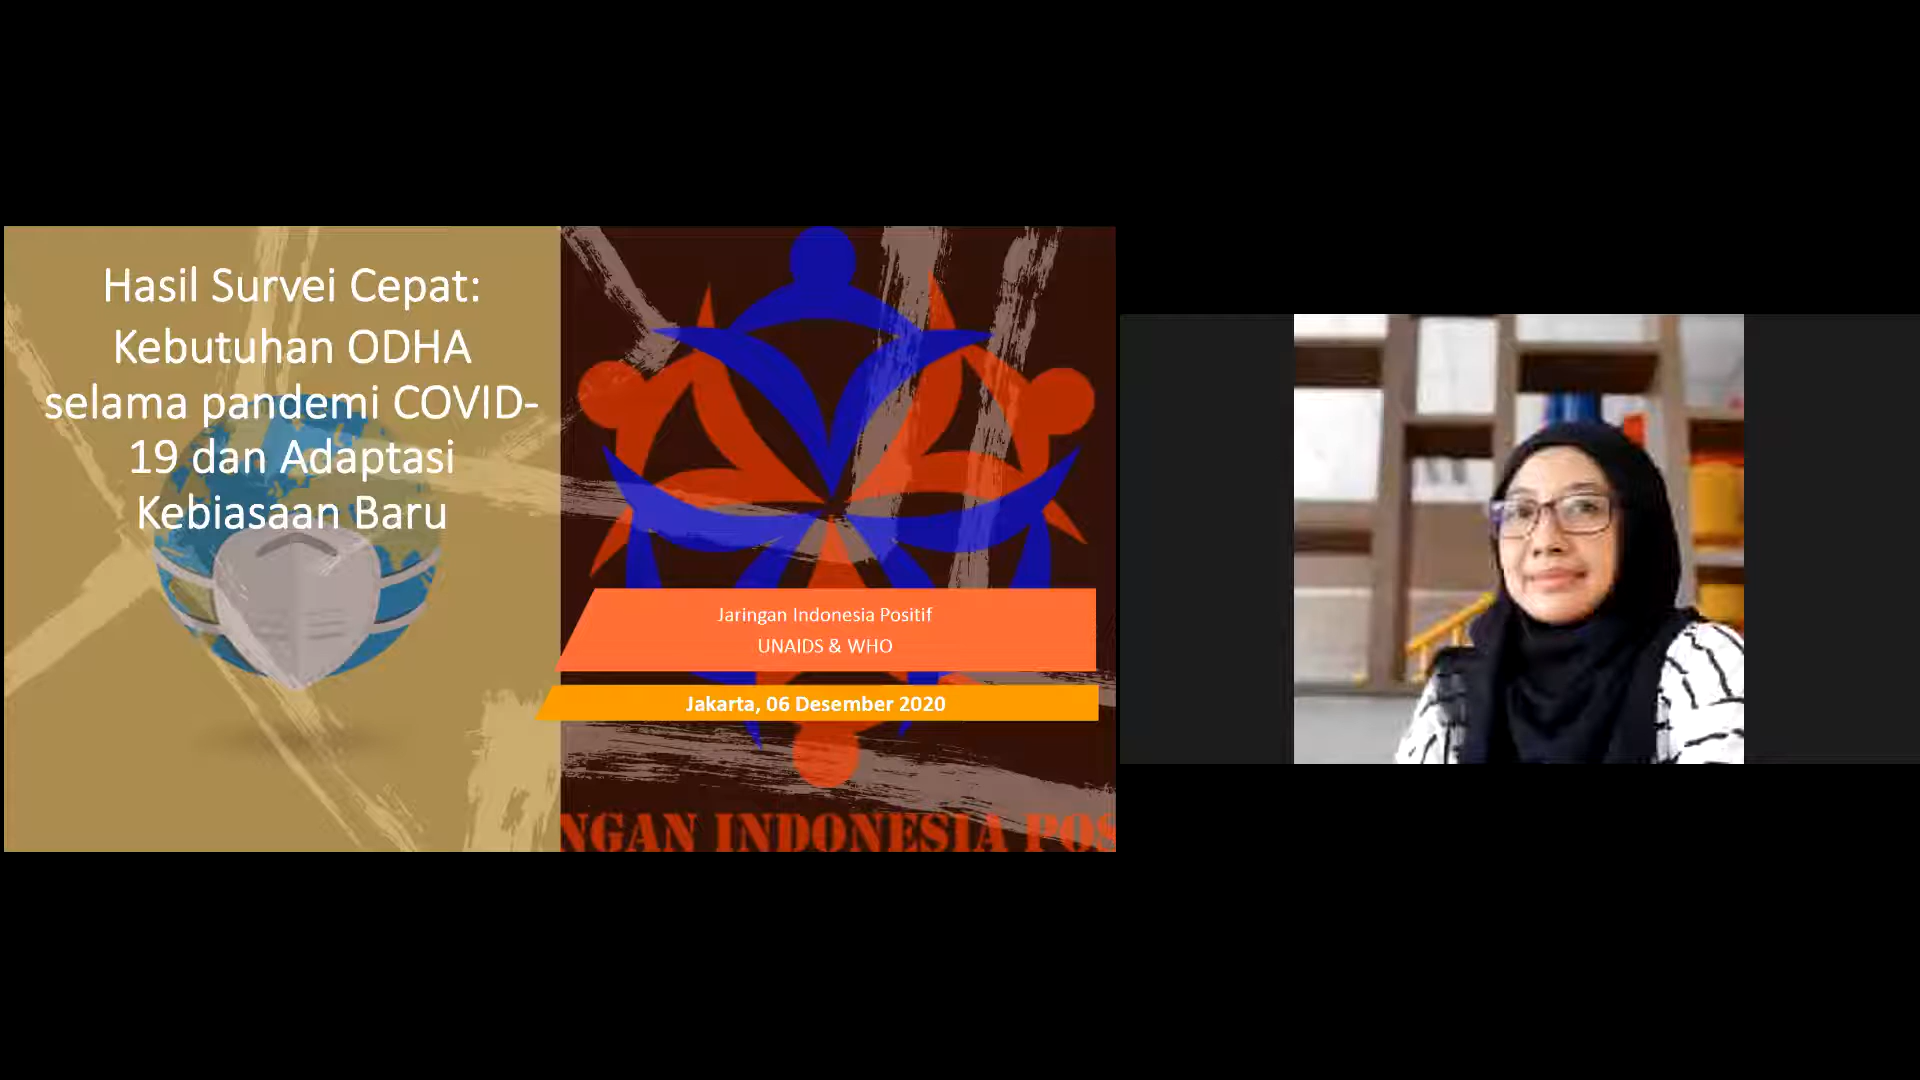 Hasil Survei Cepat:
Kebutuhan ODHA
selama pandemi COVID-
19 dan Adaptasi
Kebiasaan Baru
Jaringan Indonesia Positif
UNAIDS & WHO
Jakarta, 06 Desember 2020
NGAN INDONESIA POS